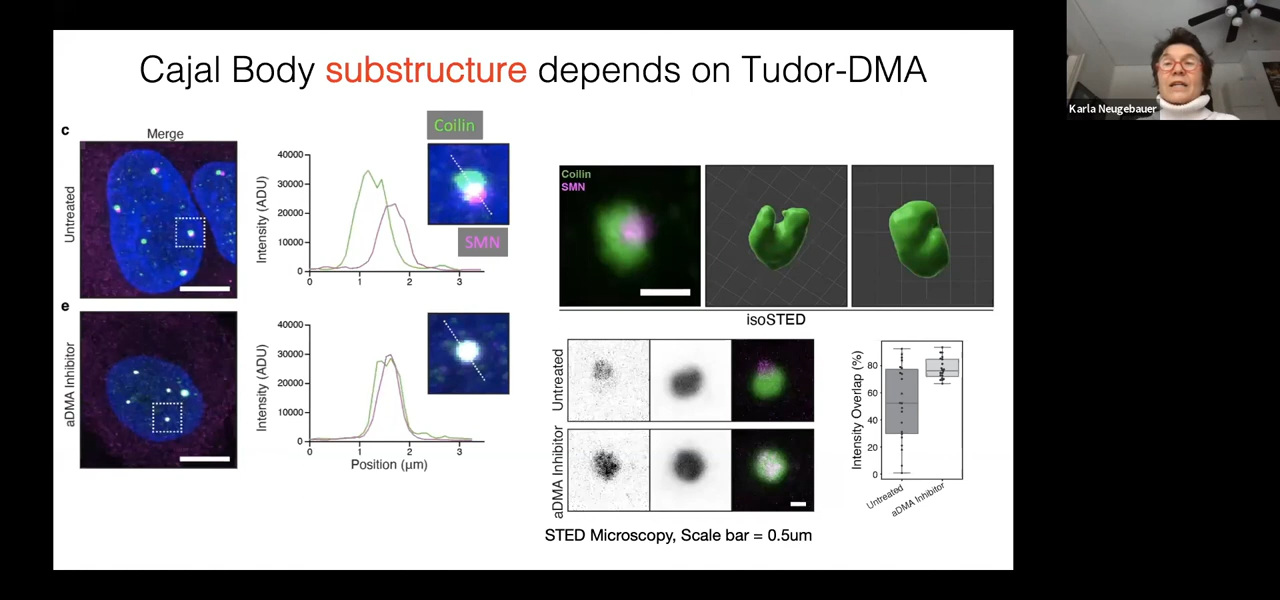 Cajal Body substructure depends on Tudor-DMA
Karla Neugebauer
c
Merge
Untreated
Intensity (ADU)
40000
30000
20000
10000
0
0 1 2 3
Coilin
SMN
e
aDMA Inhibitor
Intensity (ADU)
40000
30000
20000
10000
0
0 1 2 3
Position (µm)
Coilin
SMN
isoSTED
Untreated
aDMA Inhibitor
STED Microscopy, Scale bar = 0.5um
Intensity Overlap (%)
80
60
40
20
0
Untreated
aDMA Inhibitor